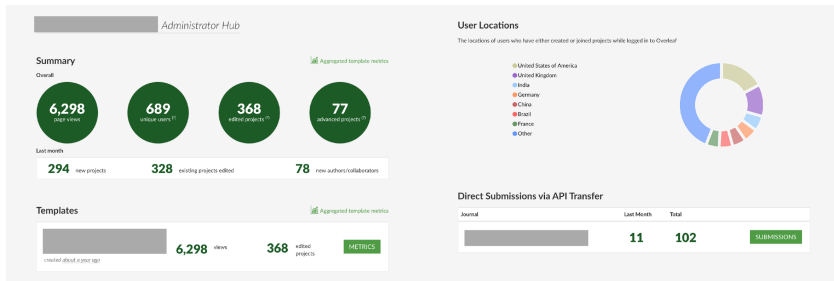 Administrator Hub
Summary
Aggregated template metrics
Overall
6,298
page views
689
unique users [?]
368
edited projects [?]
77
advanced projects [?]
Last month
294 new projects
328 existing projects edited
78 new authors/collaborators
Templates
Aggregated template metrics
6,298 views
368 edited
projects
METRICS
created about a year ago
User Locations
The locations of users who have either created or joined projects while logged in to Overleaf
United States of America
United Kingdom
India
Germany
China
Brazil
France
Other
Direct Submissions via API Transfer
Journal Last Month Total
11 102 SUBMISSIONS